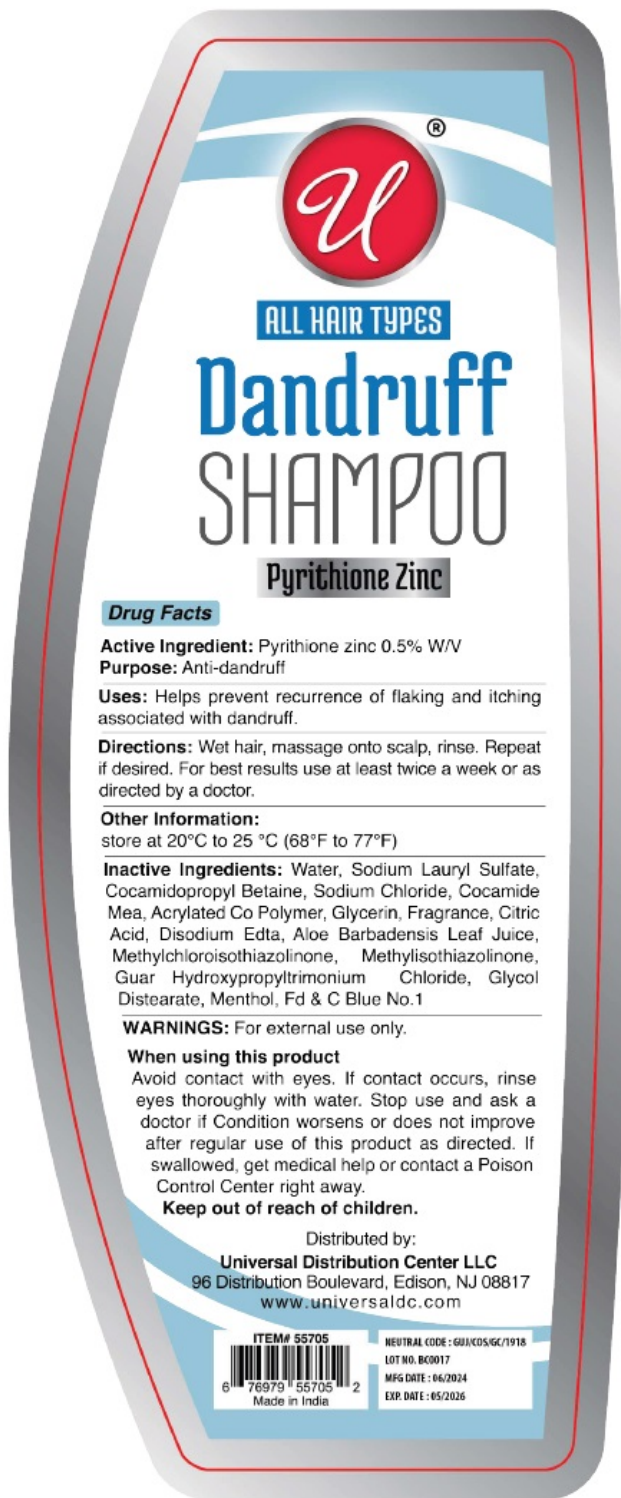 U ®
ALL HAIR TYPES
Dandruff
SHAMPOO
Pyrithione Zinc
Drug Facts
Active Ingredient: Pyrithione zinc 0.5% W/V
Purpose: Anti-dandruff
Uses: Helps prevent recurrence of flaking and itching
associated with dandruff.
Directions: Wet hair, massage onto scalp, rinse. Repeat
if desired. For best results use at least twice a week or as
directed by a doctor.
Other Information:
store at 20°C to 25 °C (68°F to 77°F)
Inactive Ingredients: Water, Sodium Lauryl Sulfate,
Cocamidopropyl Betaine, Sodium Chloride, Cocamide
Mea, Acrylated Co Polymer, Glycerin, Fragrance, Citric
Acid, Disodium Edta, Aloe Barbadensis Leaf Juice,
Methylchloroisothiazolinone, Methylisothiazolinone,
Guar Hydroxypropyltrimonium Chloride, Glycol
Distearate, Menthol, Fd & C Blue No.1
WARNINGS: For external use only.
When using this product
Avoid contact with eyes. If contact occurs, rinse
eyes thoroughly with water. Stop use and ask a
doctor if Condition worsens or does not improve
after regular use of this product as directed. If
swallowed, get medical help or contact a Poison
Control Center right away.
Keep out of reach of children.
Distributed by:
Universal Distribution Center LLC
96 Distribution Boulevard, Edison, NJ 08817
www.universaldc.com
ITEM# 55705
6 76979 55705 2
Made in India
NEUTRAL CODE : GUJ/COS/GC/1918
LOT NO. BC0017
MFG DATE : 06/2024
EXP. DATE : 05/2026